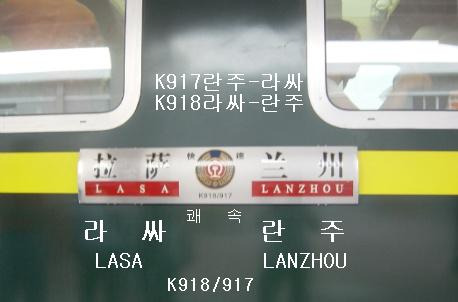 K917란주-라싸
K918라싸-란주
拉萨 快速 兰州
LASA K918/917 LANZHOU
쾌속
라싸 란주
LASA LANZHOU
K918/917